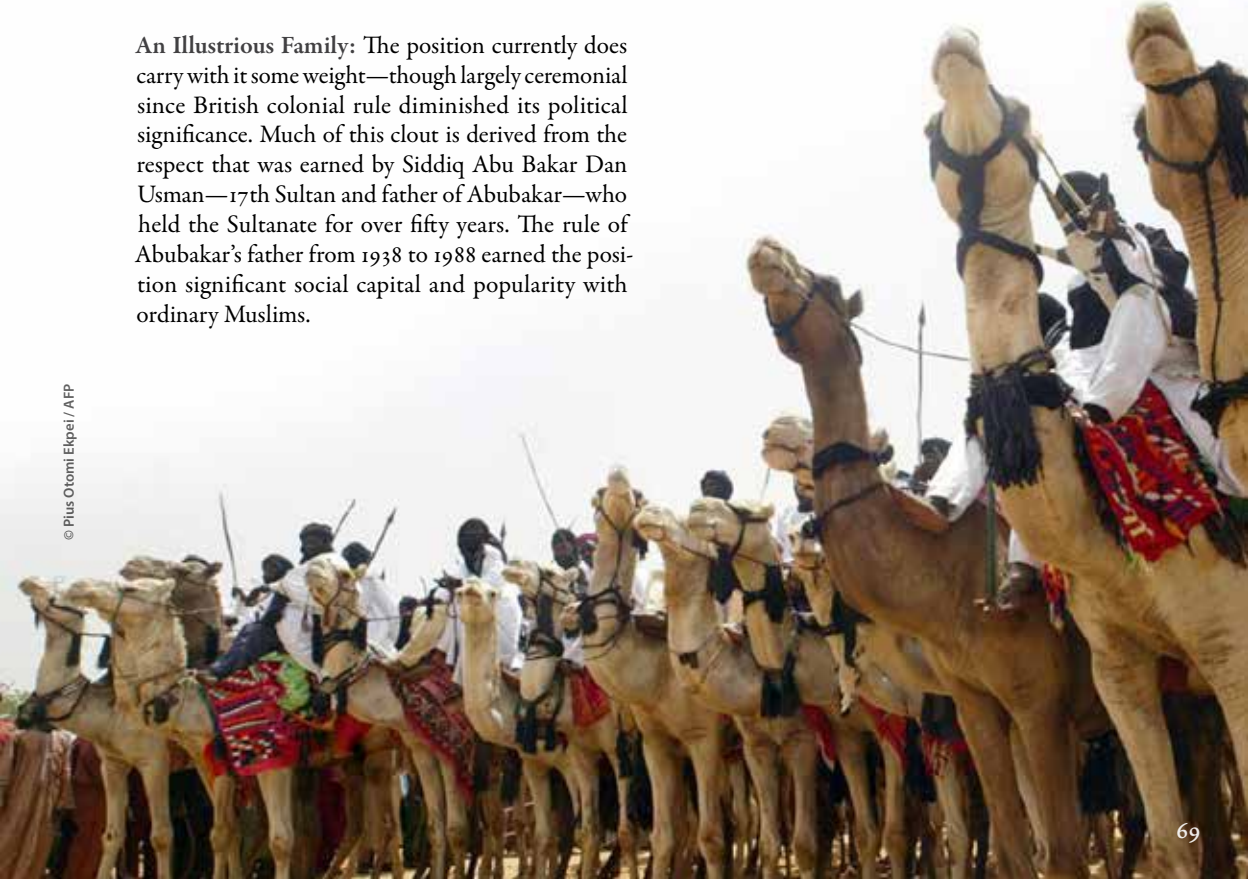 An Illustrious Family: The position currently does
carry with it some weight—though largely ceremonial
since British colonial rule diminished its political
significance. Much of this clout is derived from the
respect that was earned by Siddiq Abu Bakar Dan
Usman—17th Sultan and father of Abubakar—who
held the Sultanate for over fifty years. The rule of
Abubakar’s father from 1938 to 1988 earned the posi-
tion significant social capital and popularity with
ordinary Muslims.
© Pius Otomi Ekpei / AFP
69